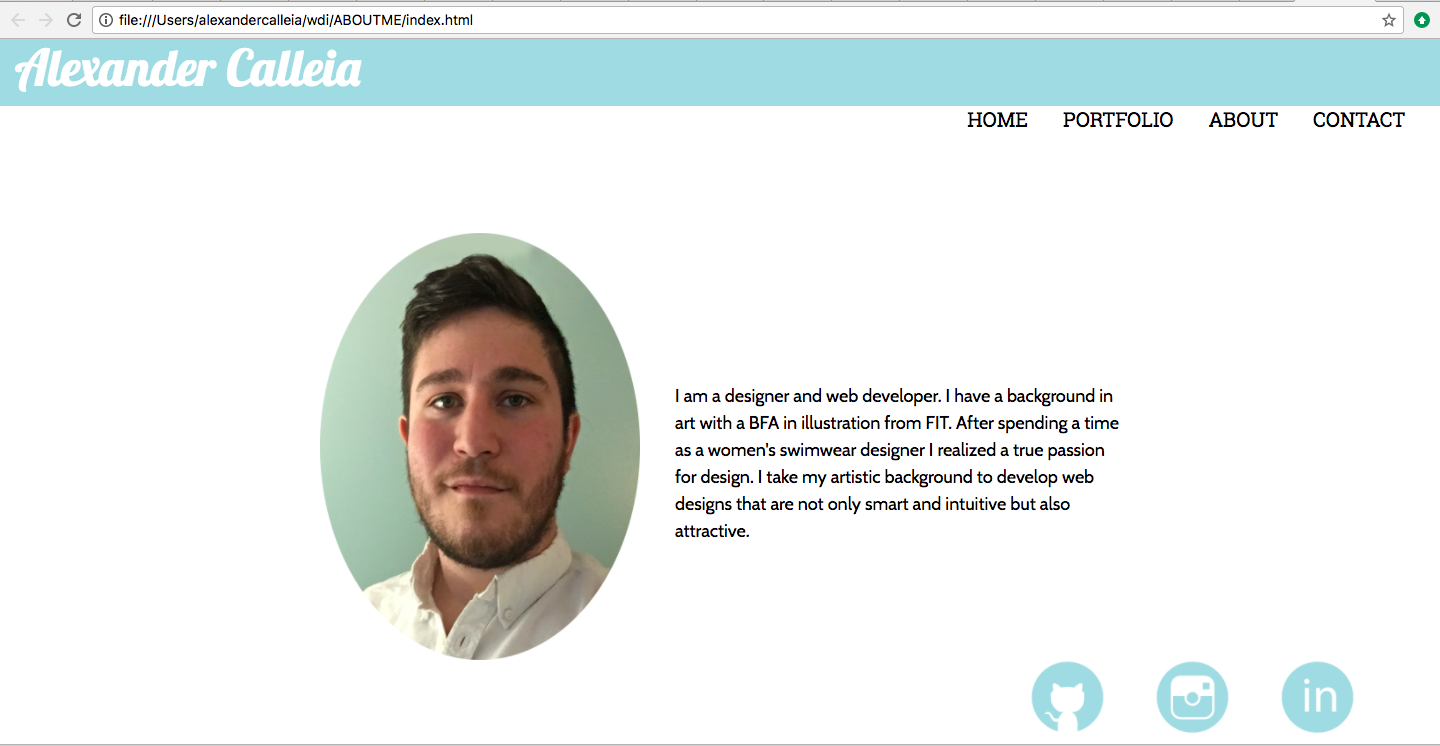 file:///Users/alexandercalleia/wdi/ABOUTME/index.html
Alexander Calleia
HOME PORTFOLIO ABOUT CONTACT
I am a designer and web developer. I have a background in
art with a BFA in illustration from FIT. After spending a time
as a women's swimwear designer I realized a true passion
for design. I take my artistic background to develop web
designs that are not only smart and intuitive but also
attractive.
in